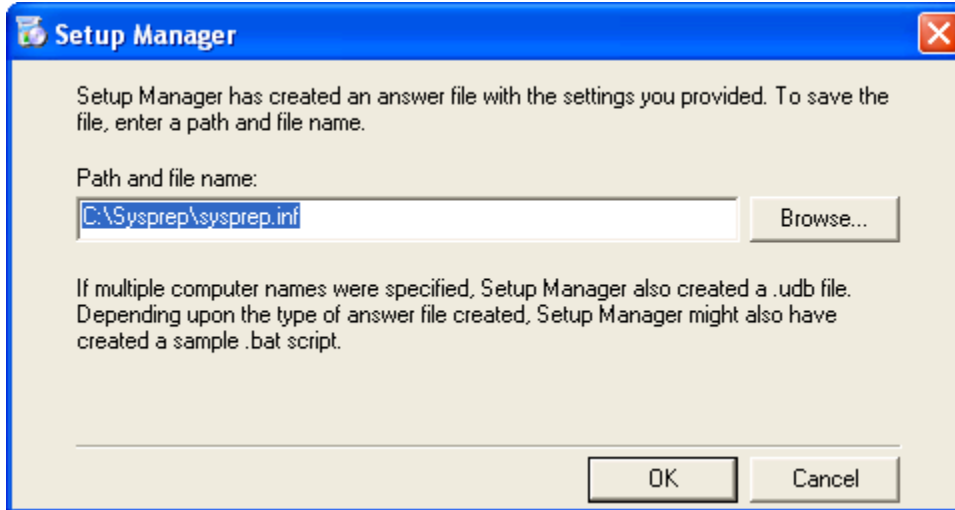 Setup Manager
Setup Manager has created an answer file with the settings you provided. To save the
file, enter a path and file name.
Path and file name:
C:\Sysprep\sysprep.inf
Browse...
If multiple computer names were specified, Setup Manager also created a .udb file.
Depending upon the type of answer file created, Setup Manager might also have
created a sample .bat script.
OK
Cancel